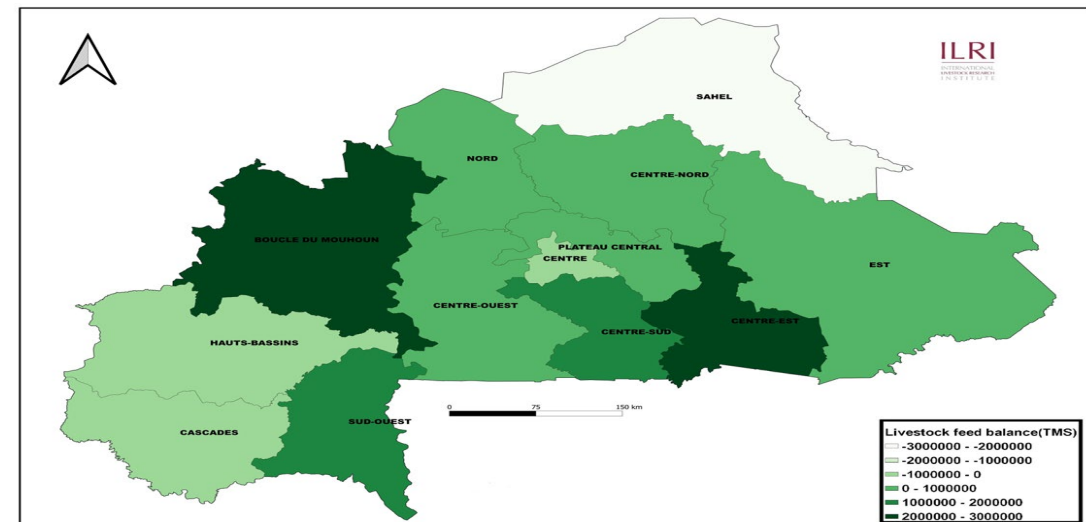 ILRI
INTERNATIONAL
LIVESTOCK RESEARCH
INSTITUTE
SAHEL
NORD
CENTRE-NORD
BOUCLE DU MOUHOUN
PLATEAU CENTRAL
CENTRE
EST
CENTRE-OUEST
CENTRE-SUD
CENTRE-EST
HAUTS-BASSINS
SUD-OUEST
CASCADES
0 75 150 km
Livestock feed balance(TMS)
-3000000 - -2000000
-2000000 - -1000000
-1000000 - 0
0 - 1000000
1000000 - 2000000
2000000 - 3000000